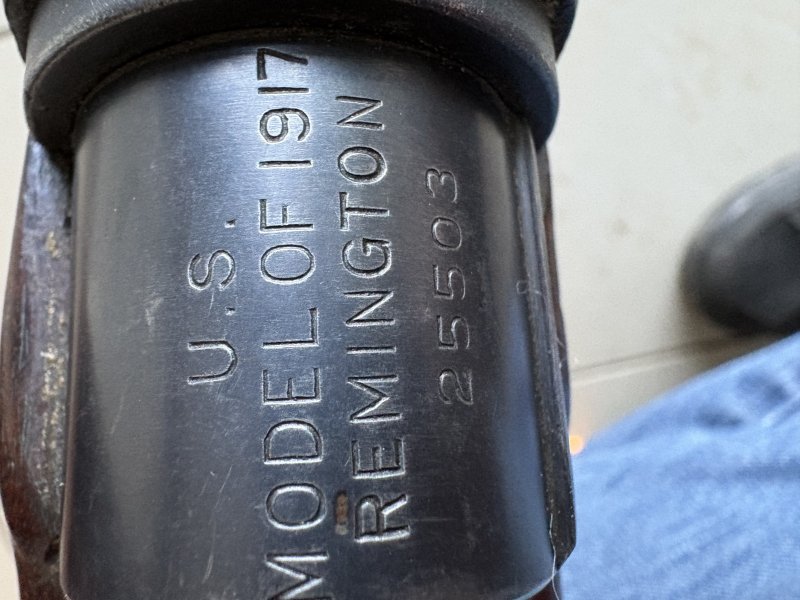 U.S.
MODEL OF 1917
REMINGTON
25503